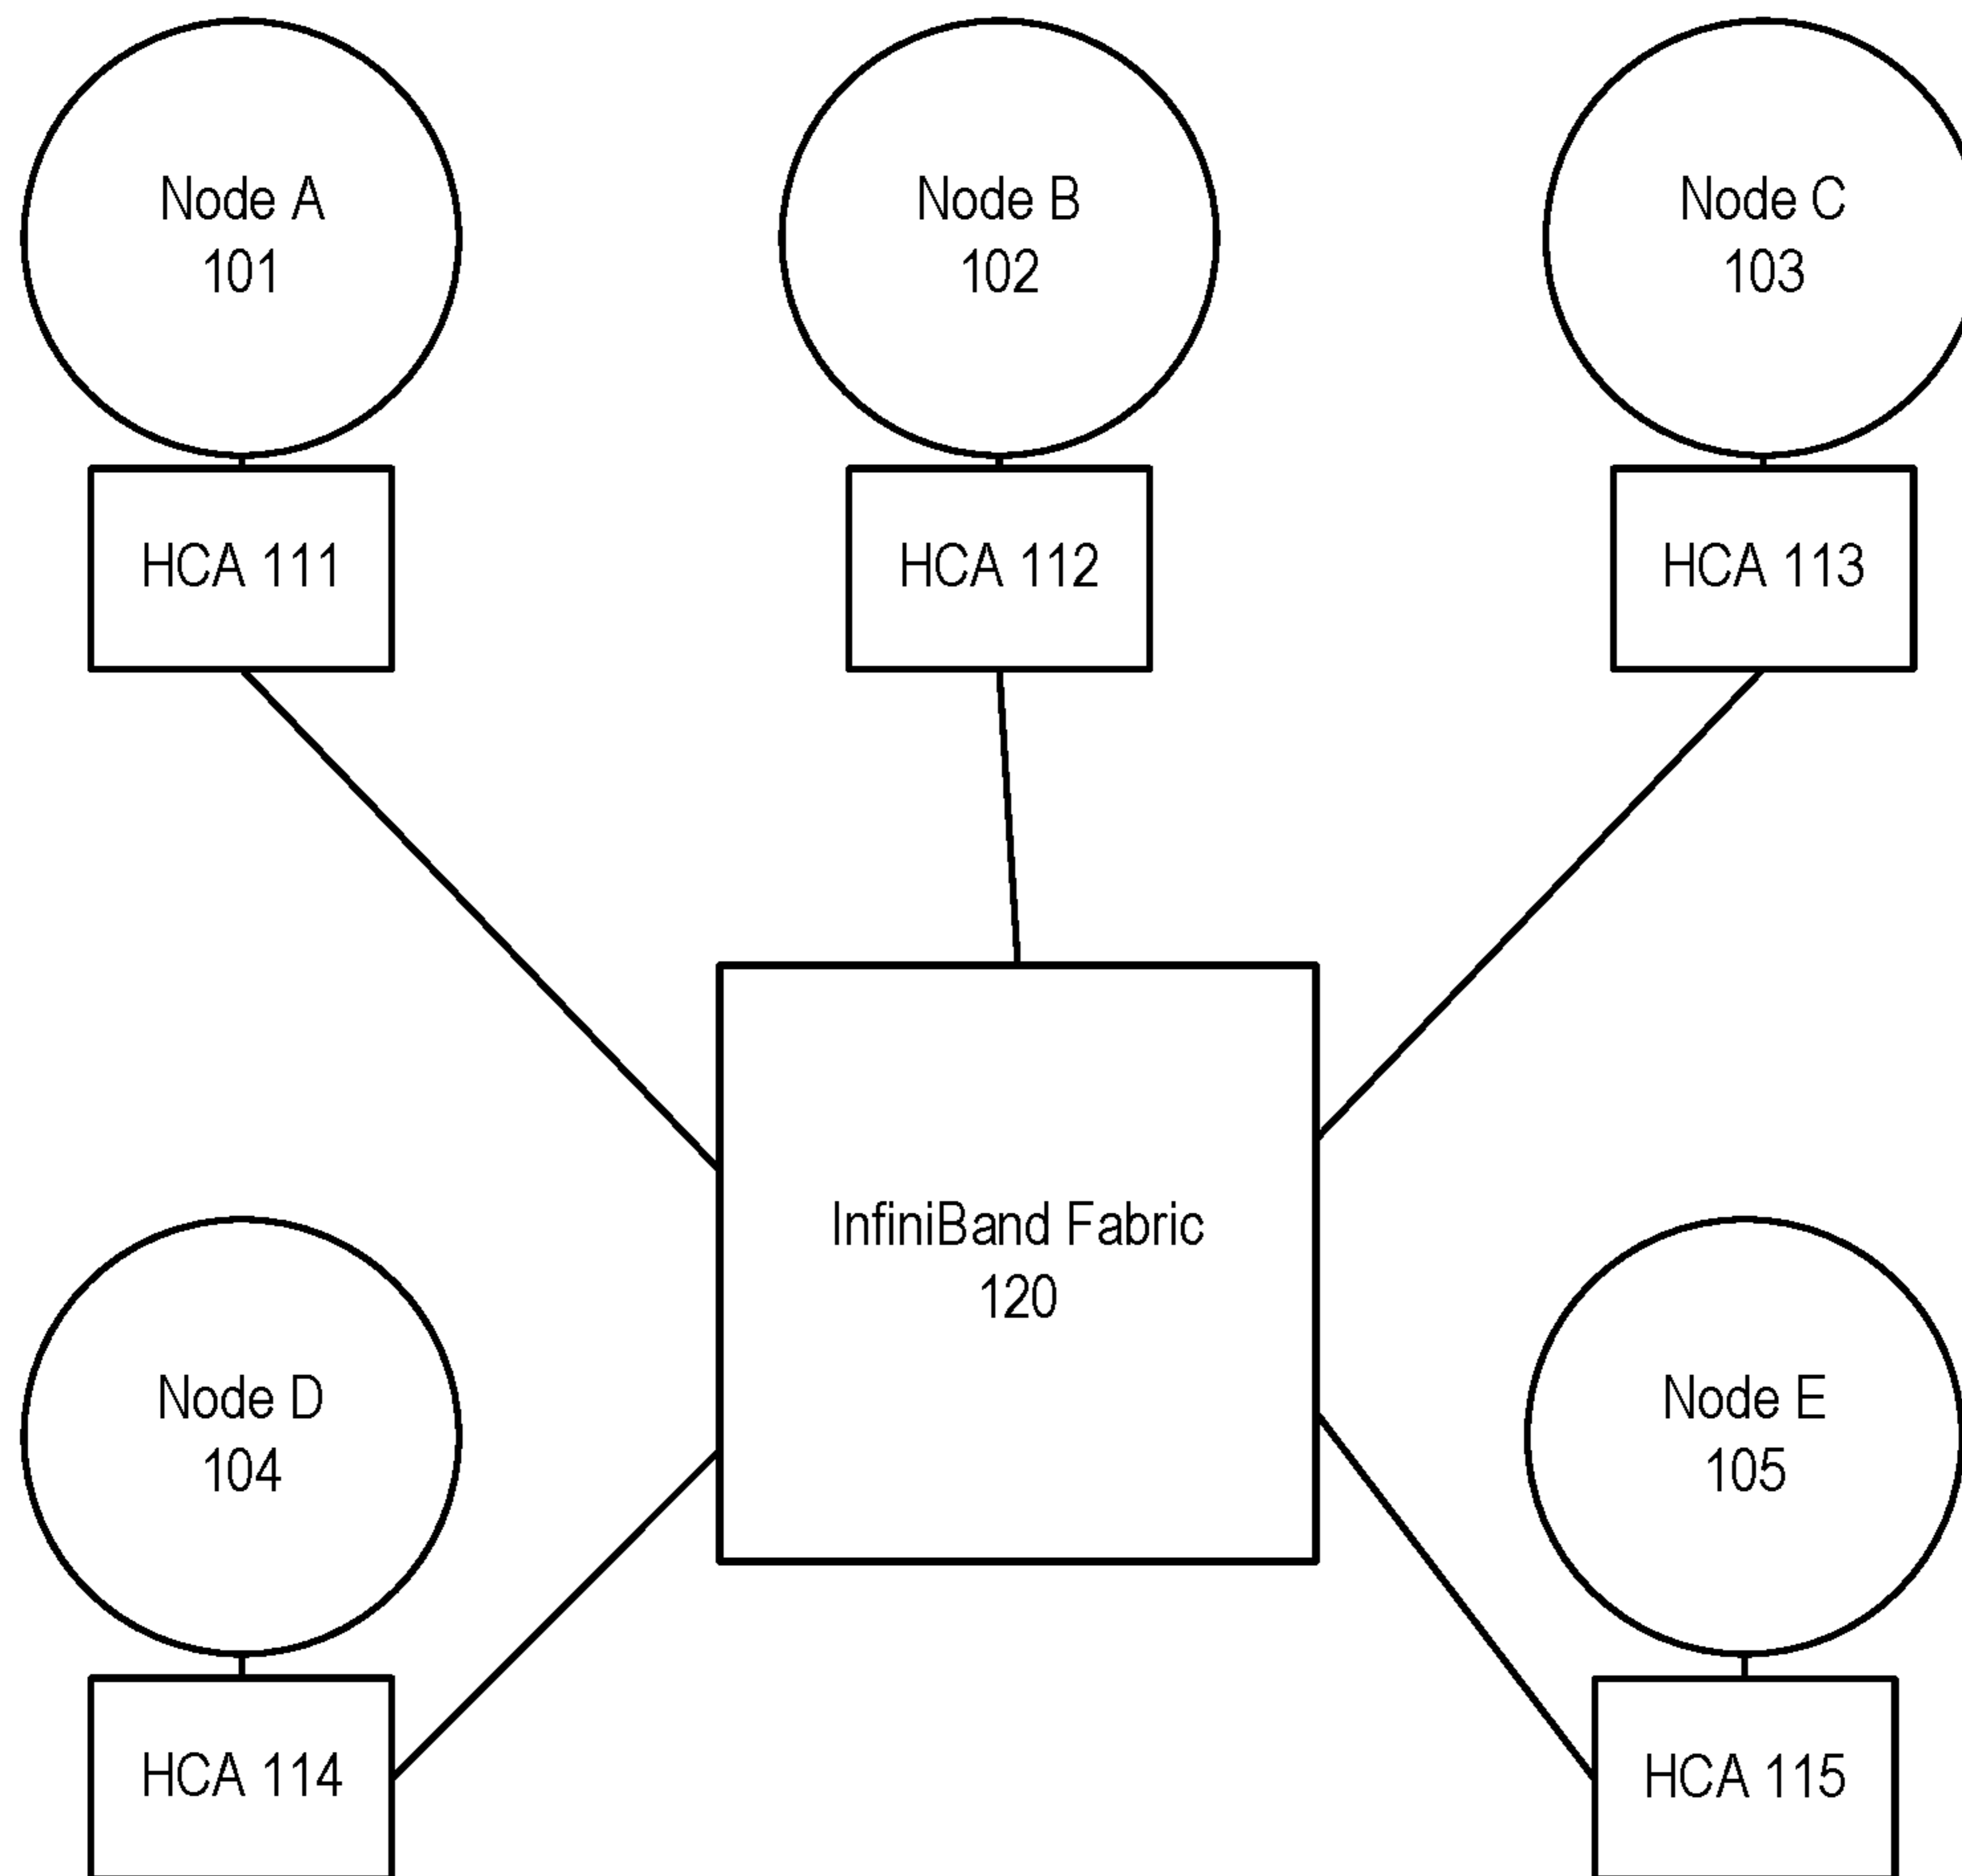 Node A
101
Node B
102
Node C
103
HCA 111
HCA 112
HCA 113
InfiniBand Fabric
120
Node D
104
Node E
105
HCA 114
HCA 115